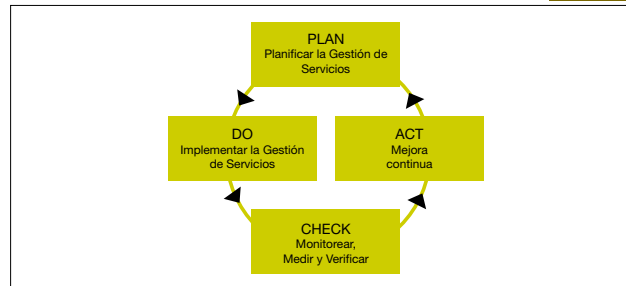 PLAN
Planificar la Gestión de
Servicios
DO
Implementar la Gestión
de Servicios
ACT
Mejora
continua
CHECK
Monitorear,
Medir y Verificar